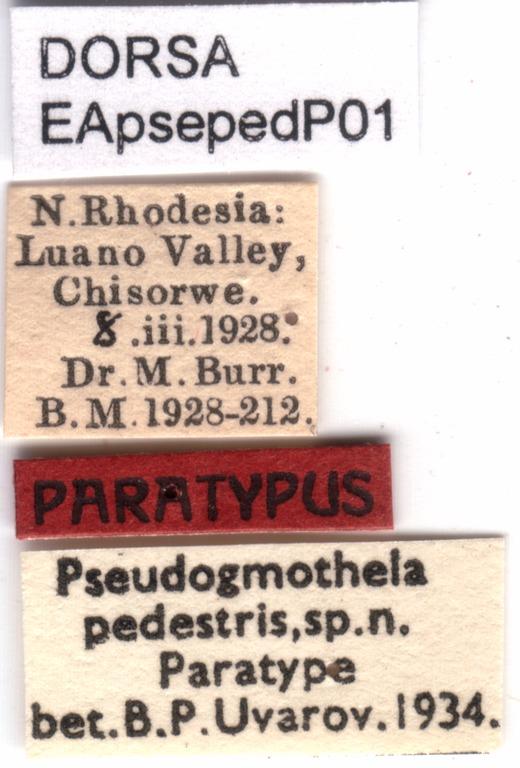 DORSA
EApsepedP01
N. Rhodesia:
Luano Valley,
Chisorwe.
8.iii.1928.
Dr. M. Burr.
B.M. 1928-212.
PARATYPUS
Pseudogmothela
pedestris,sp.n.
Paratype
bet.B.P.Uvarov.1934.